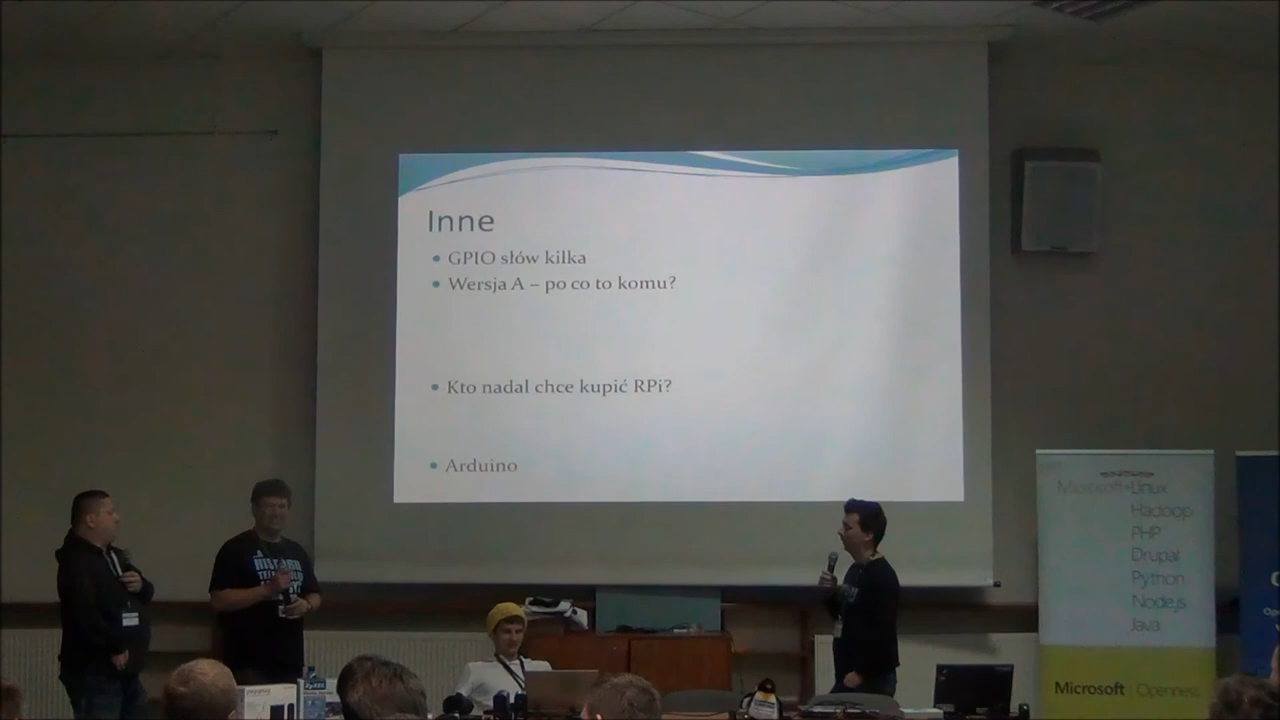 Inne
GPIO słów kilka
Wersja A – po co to komu?
Kto nadal chce kupić RPi?
Arduino
Microsoft+Linux
Hadoop
PHP
Drupal
Python
Node.js
Java
Microsoft | Openness